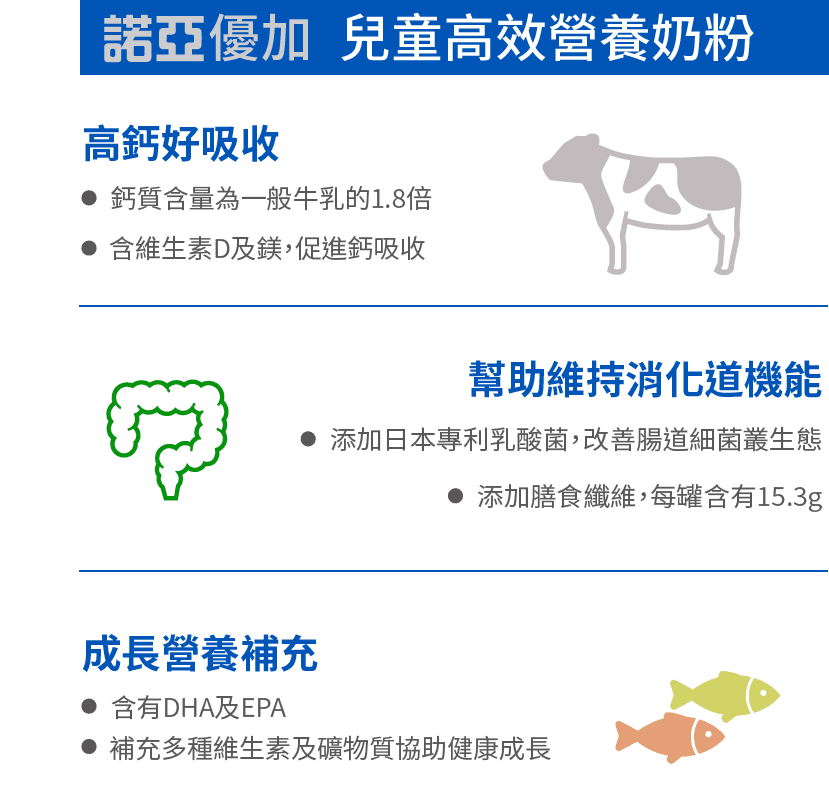 諾亞優加 兒童高效營養奶粉
高鈣好吸收
● 鈣質含量為一般牛乳的1.8倍
● 含維生素D及鎂，促進鈣吸收
幫助維持消化道機能
● 添加日本專利乳酸菌，改善腸道細菌叢生態
● 添加膳食纖維，每罐含有15.3g
成長營養補充
● 含有DHA及EPA
● 補充多種維生素及礦物質協助健康成長